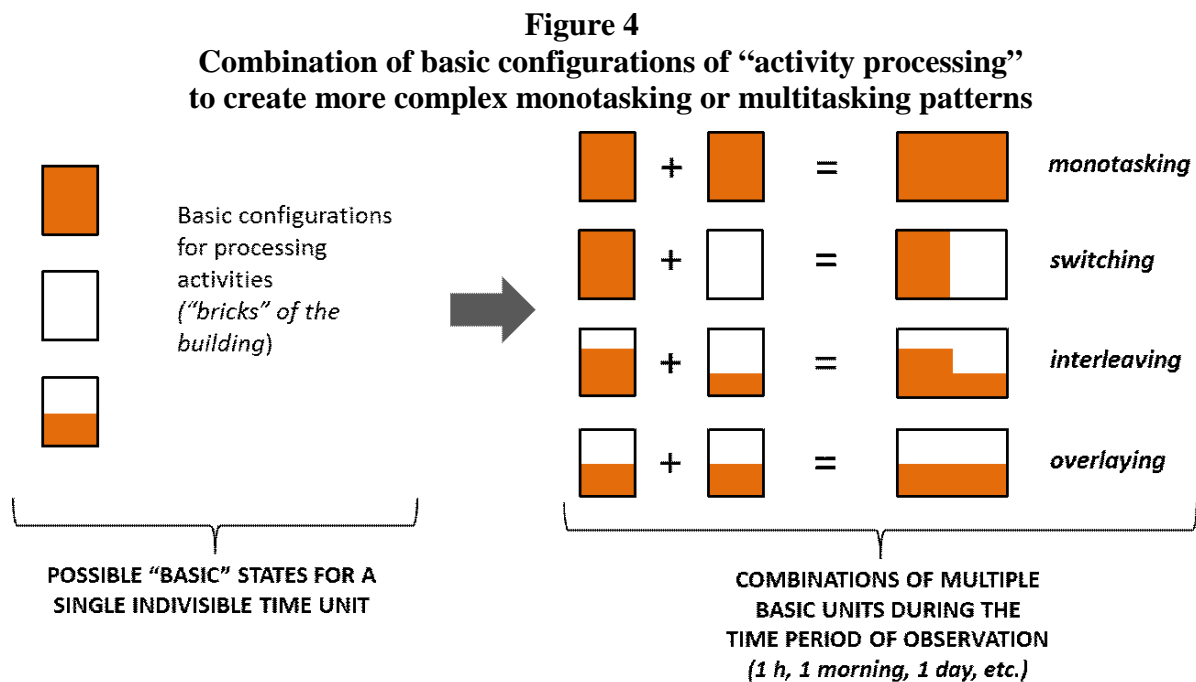 Figure 4
Combination of basic configurations of “activity processing”
to create more complex monotasking or multitasking patterns
Basic configurations
for processing
activities
(“bricks” of the
building)
+ = monotasking
+ = switching
+ = interleaving
+ = overlaying
POSSIBLE “BASIC” STATES FOR A
SINGLE INDIVISIBLE TIME UNIT
COMBINATIONS OF MULTIPLE
BASIC UNITS DURING THE
TIME PERIOD OF OBSERVATION
(1 h, 1 morning, 1 day, etc.)